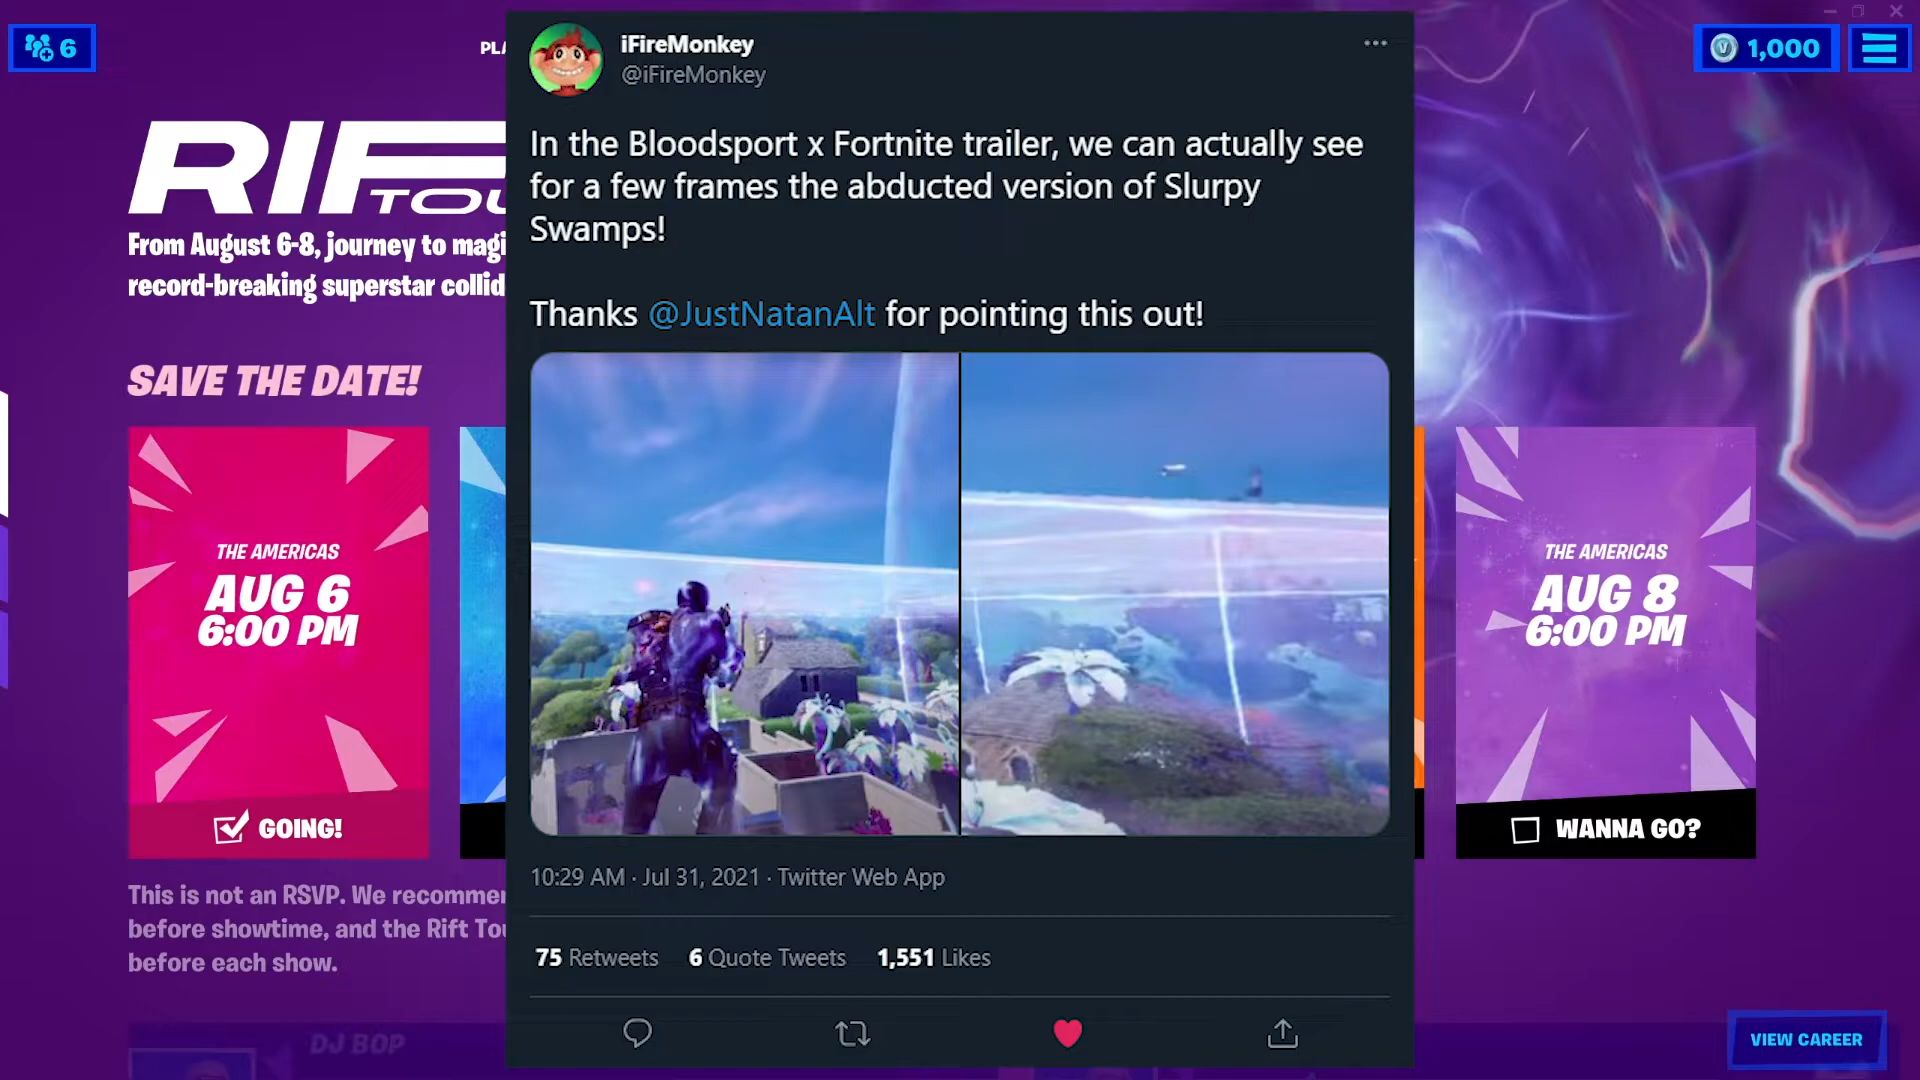 6
PLA
1,000
RIF
TOU
From August 6-8, journey to magi
record-breaking superstar collid
SAVE THE DATE!
THE AMERICAS
AUG 6
6:00 PM
GOING!
This is not an RSVP. We recommen
before showtime, and the Rift Tou
before each show.
DJ BOP
iFireMonkey
@iFireMonkey
In the Bloodsport x Fortnite trailer, we can actually see
for a few frames the abducted version of Slurpy
Swamps!
Thanks @JustNatanAlt for pointing this out!
10:29 AM · Jul 31, 2021 · Twitter Web App
75 Retweets 6 Quote Tweets 1,551 Likes
THE AMERICAS
AUG 8
6:00 PM
WANNA GO?
VIEW CAREER